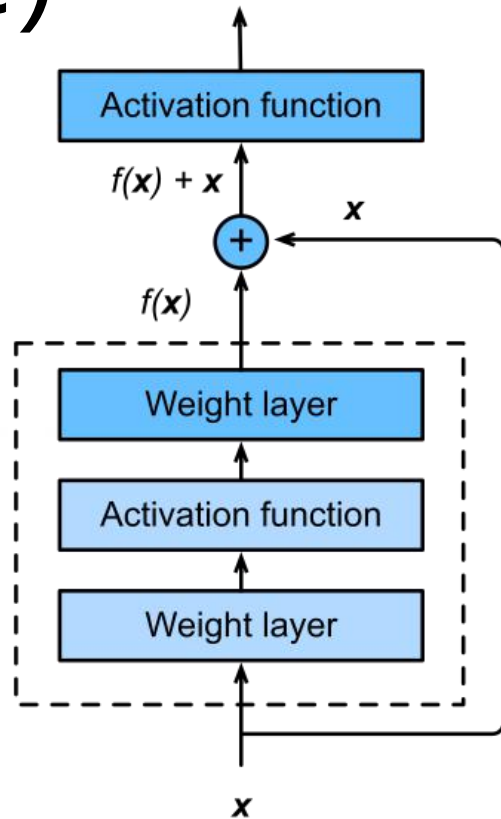 Activation function
f(x) + x
x
+
f(x)
Weight layer
Activation function
Weight layer
x